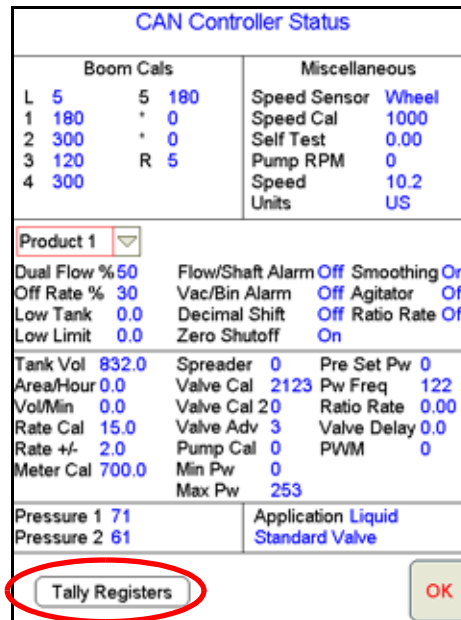 CAN Controller Status
Boom Cals
L 5 5 180
1 180 * 0
2 300 * 0
3 120 R 5
4 300
Miscellaneous
Speed Sensor Wheel
Speed Cal 1000
Self Test 0.00
Pump RPM 0
Speed 10.2
Units US
Product 1
Dual Flow % 50 Flow/Shaft Alarm Off Smoothing On
Off Rate % 30 Vac/Bin Alarm Off Agitator Of
Low Tank 0.0 Decimal Shift Off Ratio Rate Of
Low Limit 0.0 Zero Shutoff On
Tank Vol 832.0 Spreader 0 Pre Set Pw 0
Area/Hour 0.0 Valve Cal 2123 Pw Freq 122
Vol/Min 0.0 Valve Cal 2 0 Ratio Rate 0.00
Rate Cal 15.0 Valve Adv 3 Valve Delay 0.0
Rate +/- 2.0 Pump Cal 0 PWM 0
Meter Cal 700.0 Min Pw 0
Max Pw 253
Pressure 1 71 Application Liquid
Pressure 2 61 Standard Valve
Tally Registers
OK